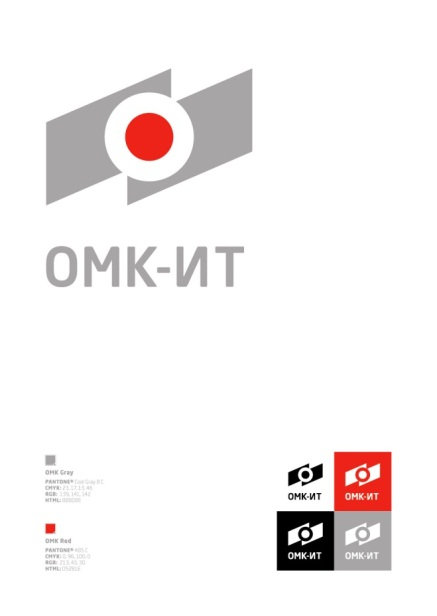 ОМК-ИТ
OMK Gray
PANTONE®
CMYK:
RGB:
HTML:
OMK Red
PANTONE®
CMYK:
RGB:
HTML:
ОМК-ИТ
ОМК-ИТ
ОМК-ИТ
ОМК-ИТ